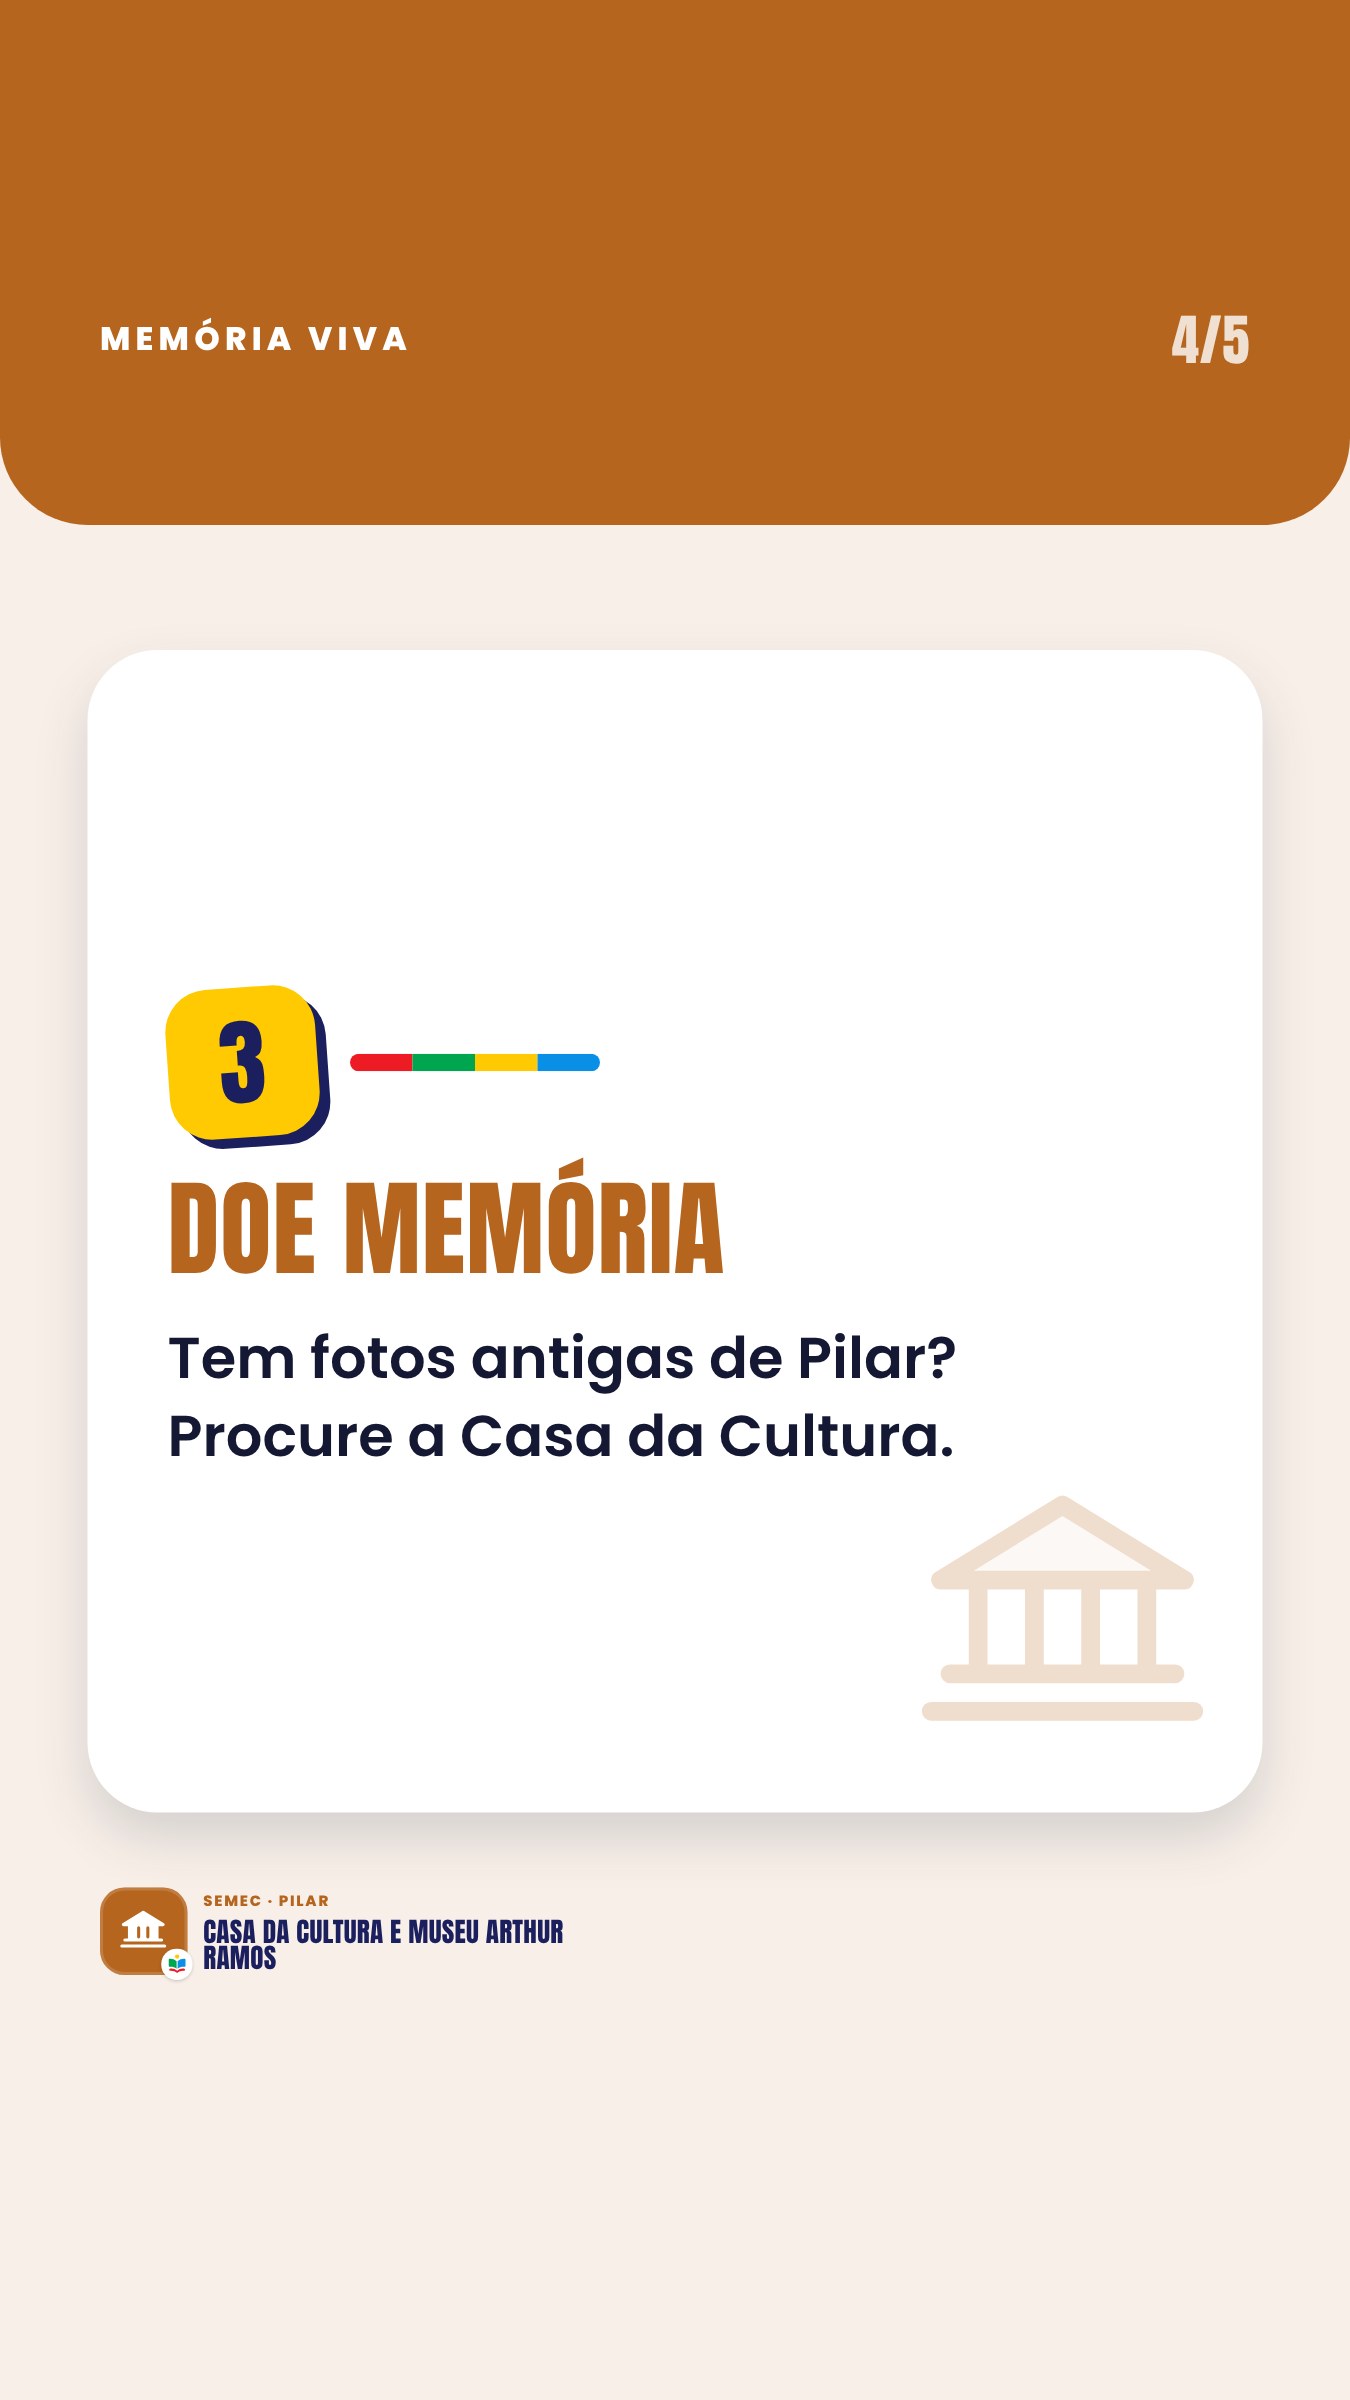 MEMÓRIA VIVA
4/5
3
DOE MEMÓRIA
Tem fotos antigas de Pilar?
Procure a Casa da Cultura.
SEMEC · PILAR
CASA DA CULTURA E MUSEU ARTHUR
RAMOS